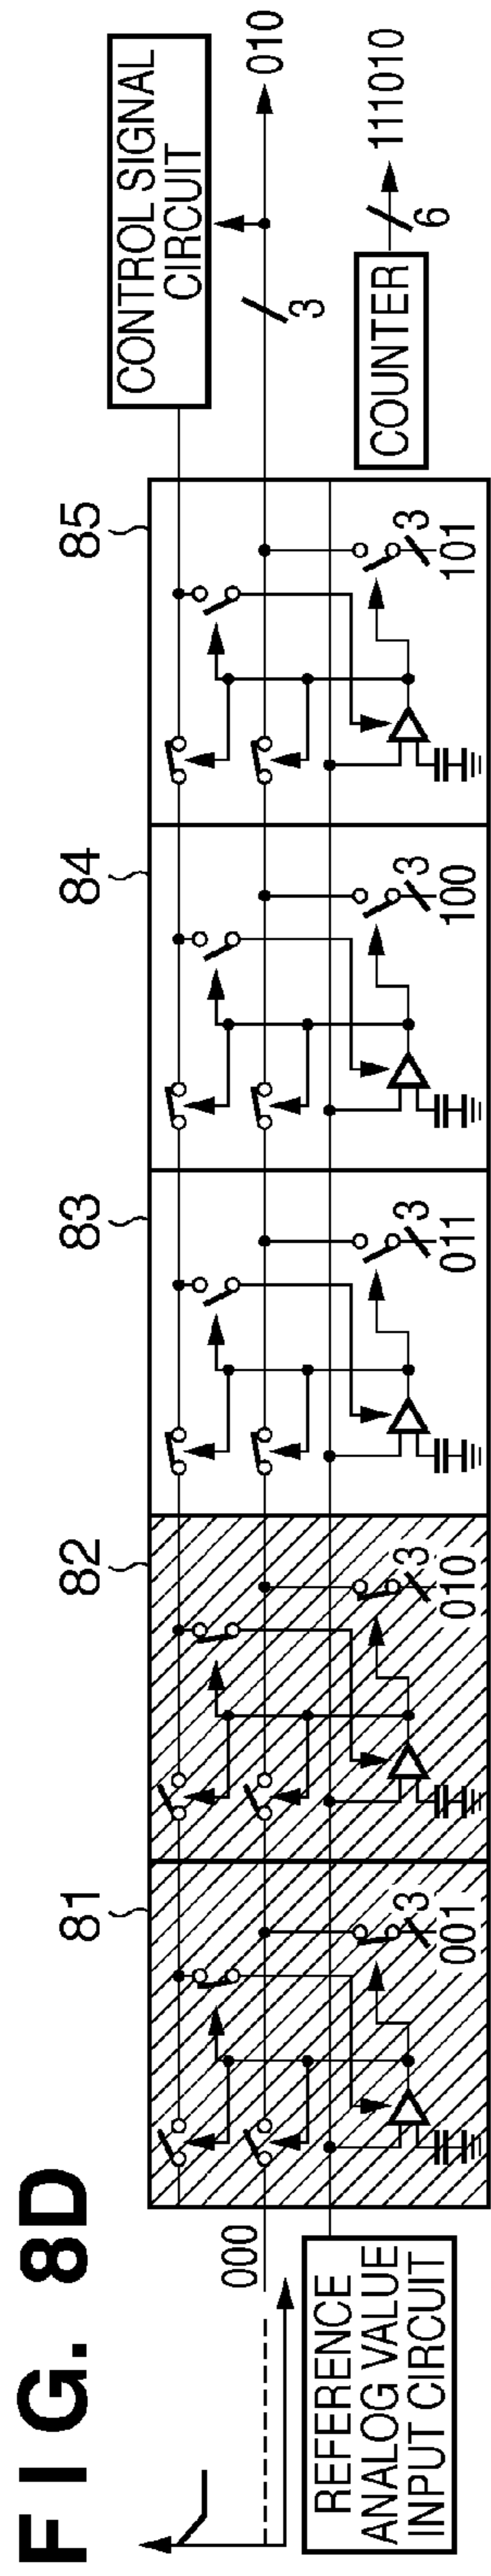 FIG. 8D
81
82
83
84
85
CONTROL SIGNAL
CIRCUIT
000
3
010
3
001
3
010
3
011
3
100
3
101
REFERENCE
ANALOG VALUE
INPUT CIRCUIT
COUNTER
6
111010